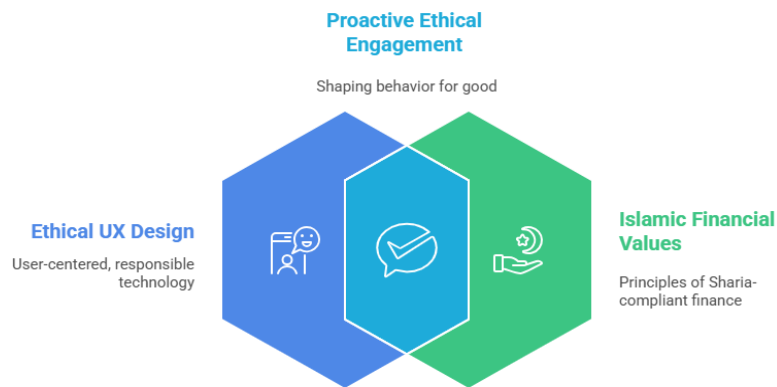 Proactive Ethical
Engagement
Shaping behavior for good
Ethical UX Design
User-centered, responsible
technology
Islamic Financial
Values
Principles of Sharia-
compliant finance